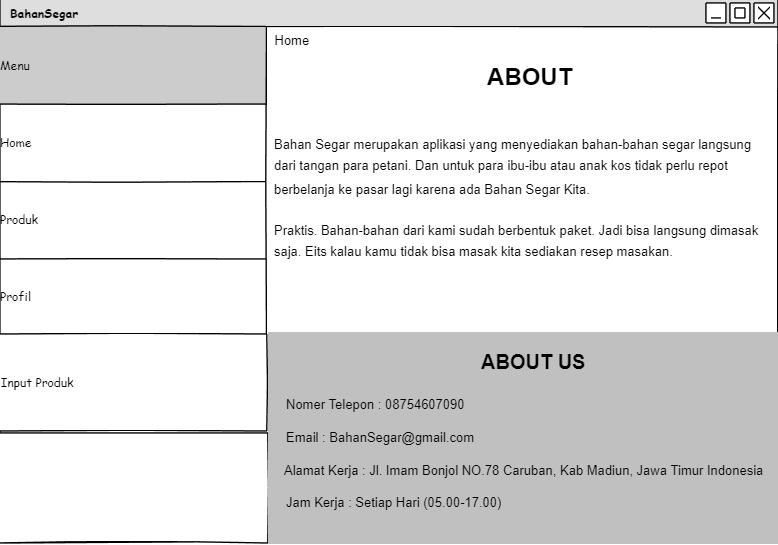 BahanSegar
Menu
Home
Produk
Profil
Input Produk
Home
ABOUT
Bahan Segar merupakan aplikasi yang menyediakan bahan-bahan segar langsung
dari tangan para petani. Dan untuk para ibu-ibu atau anak kos tidak perlu repot
berbelanja ke pasar lagi karena ada Bahan Segar Kita.
Praktis. Bahan-bahan dari kami sudah berbentuk paket. Jadi bisa langsung dimasak
saja. Eits kalau kamu tidak bisa masak kita sediakan resep masakan.
ABOUT US
Nomer Telepon : 08754607090
Email : BahanSegar@gmail.com
Alamat Kerja : Jl. Imam Bonjol NO.78 Caruban, Kab Madiun, Jawa Timur Indonesia
Jam Kerja : Setiap Hari (05.00-17.00)